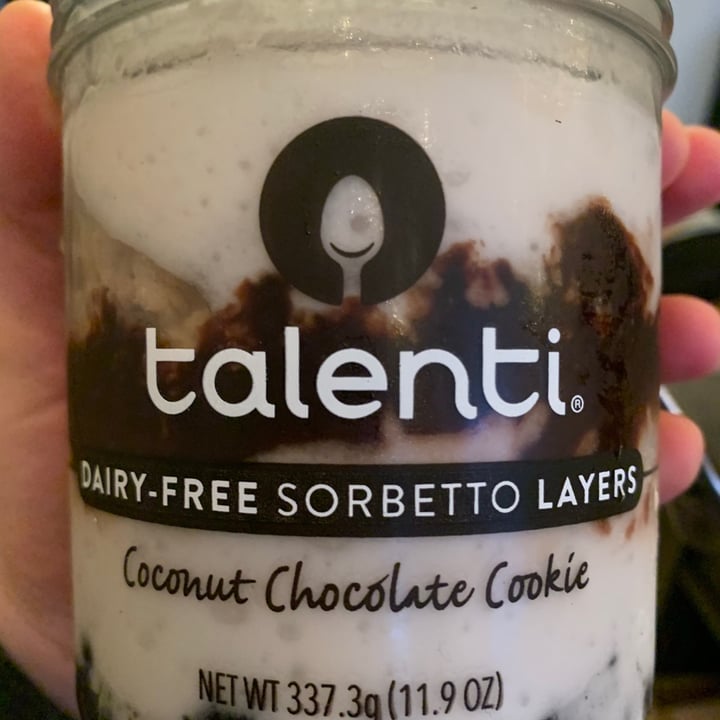 talenti®
DAIRY-FREE SORBETTO LAYERS
Coconut Chocolate Cookie
NET WT 337.3g (11.9 OZ)